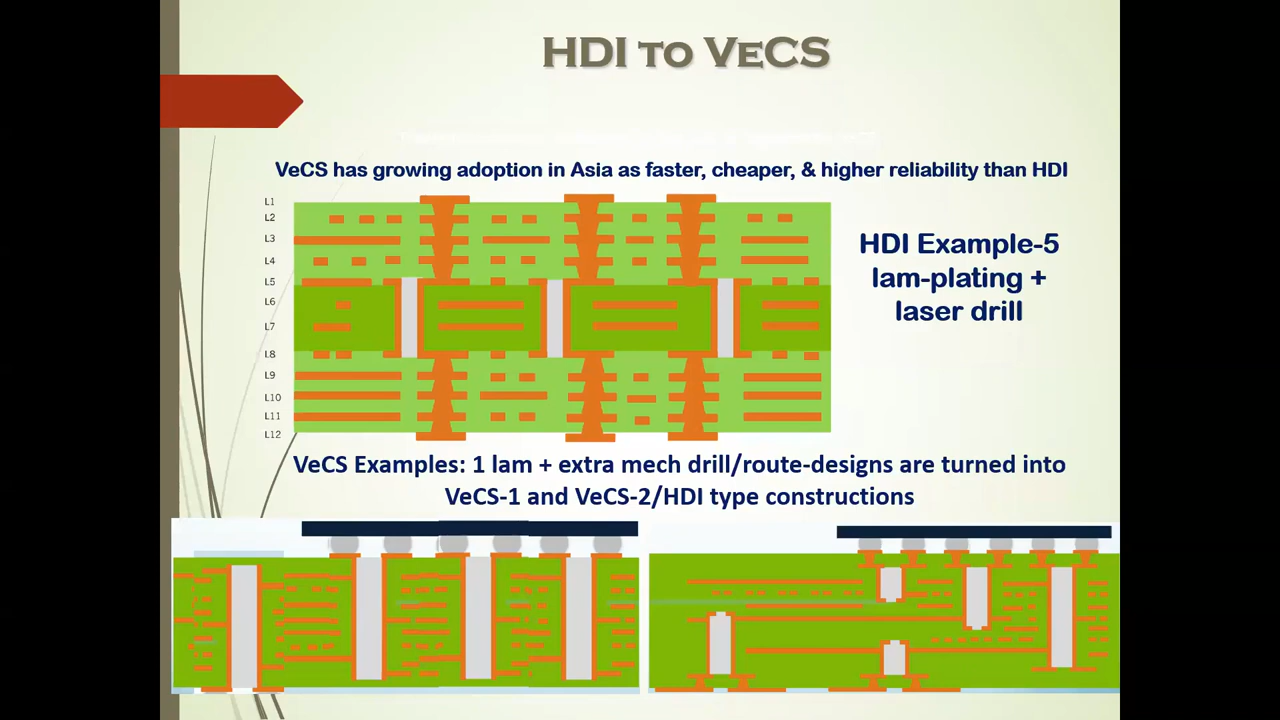 HDI to VeCS
VeCS has growing adoption in Asia as faster, cheaper, & higher reliability than HDI
L1
L2
L3
L4
L5
L6
L7
L8
L9
L10
L11
L12
HDI Example-5
lam-plating +
laser drill
VeCS Examples: 1 lam + extra mech drill/route-designs are turned into
VeCS-1 and VeCS-2/HDI type constructions